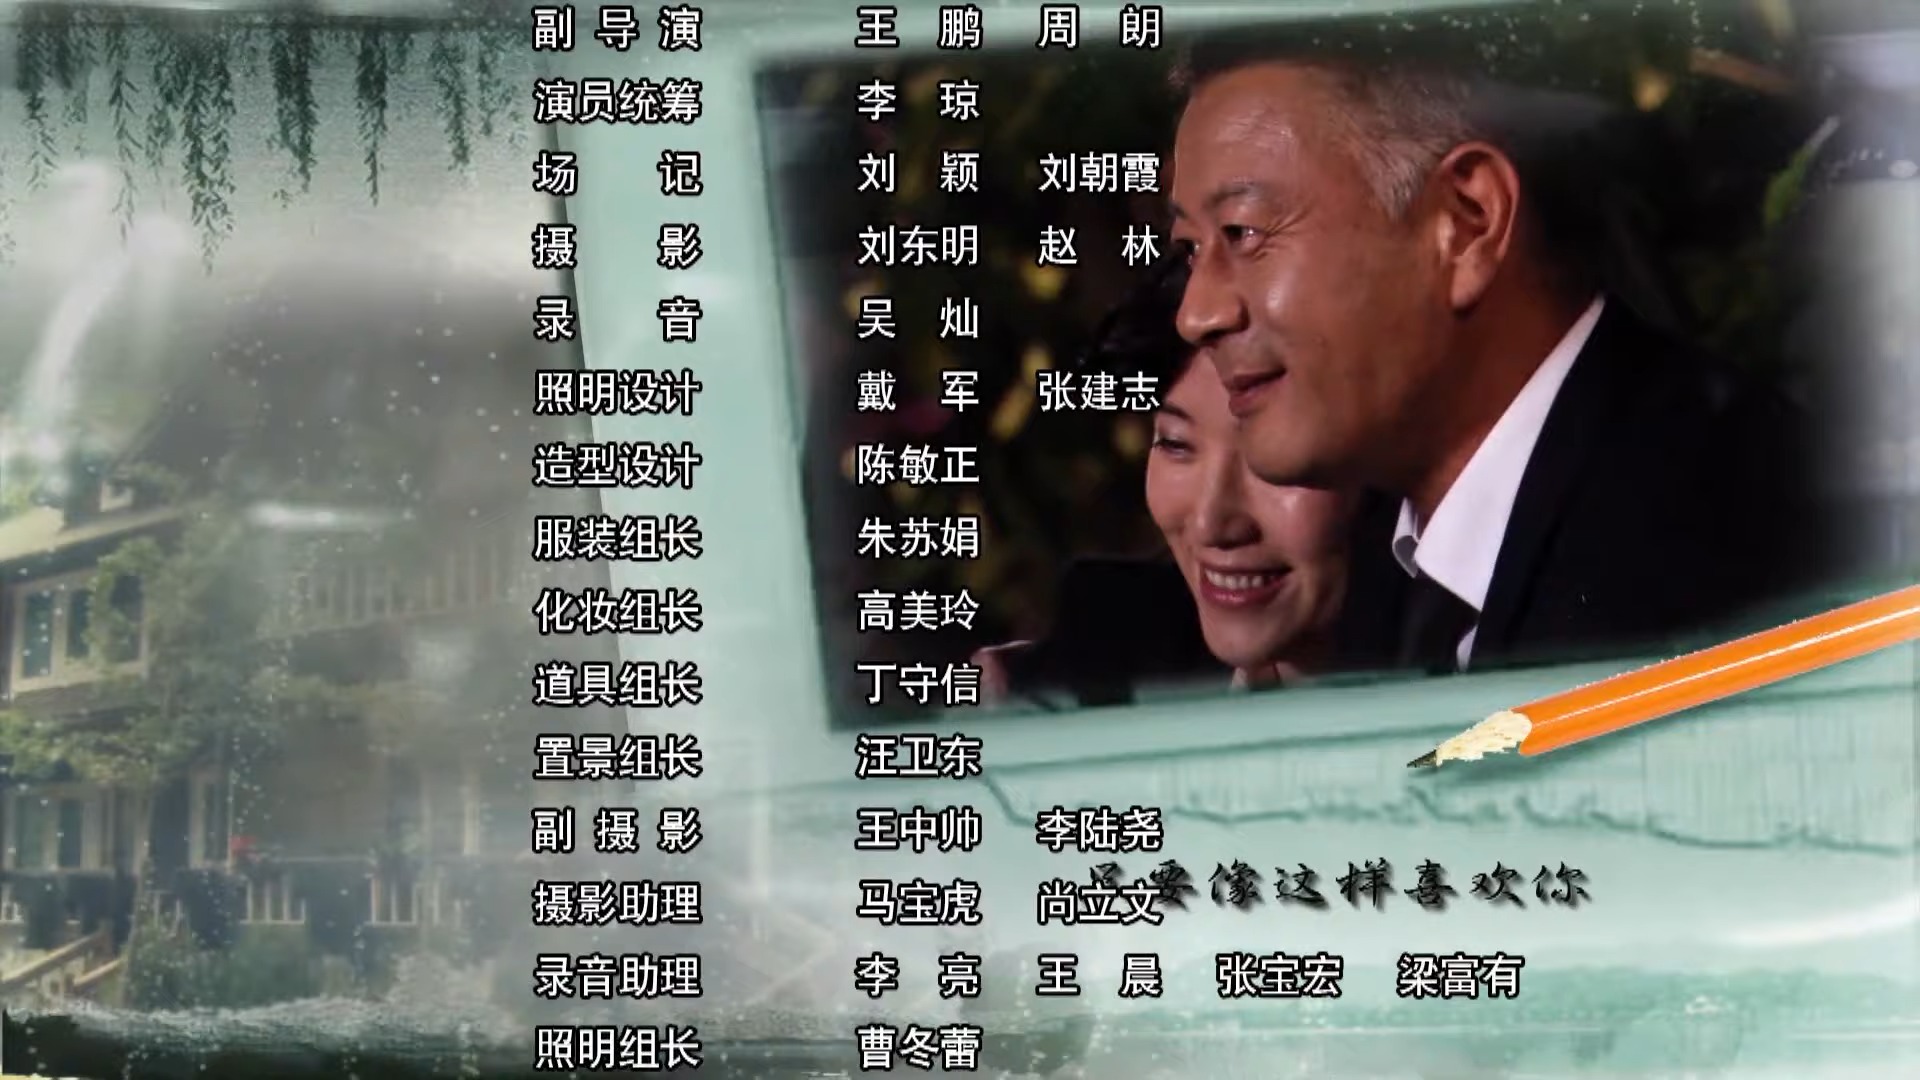 副导演 王鹏 周朗
演员统筹 李琼
场记 刘颖 刘朝霞
摄影 刘东明 赵林
录音 吴灿
照明设计 戴军 张建志
造型设计 陈敏正
服装组长 朱苏娟
化妆组长 高美玲
道具组长 丁守信
置景组长 汪卫东
副摄影 王中帅 李陆尧
只要像这样喜欢你
摄影助理 马宝虎 尚立文
录音助理 李亮 王晨 张宝宏 梁富有
照明组长 曹冬蕾